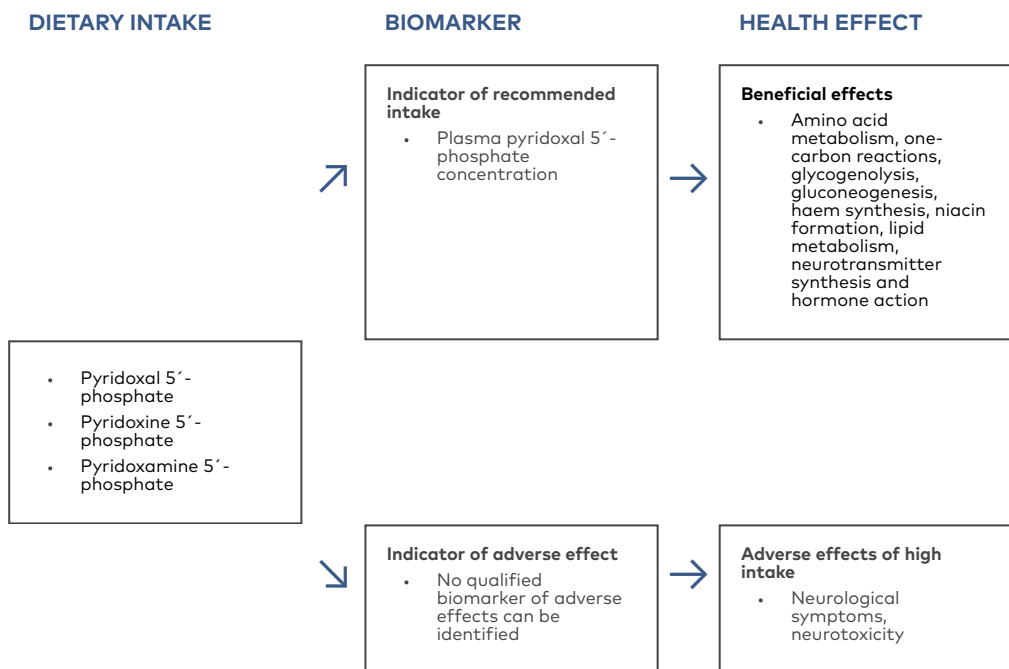 DIETARY INTAKE
BIOMARKER
HEALTH EFFECT
Indicator of recommended
intake
• Plasma pyridoxal 5´-
phosphate
concentration
Beneficial effects
• Amino acid
metabolism, one-
carbon reactions,
glycogenolysis,
gluconeogenesis,
haem synthesis, niacin
formation, lipid
metabolism,
neurotransmitter
synthesis and
hormone action
• Pyridoxal 5´-
phosphate
• Pyridoxine 5´-
phosphate
• Pyridoxamine 5´-
phosphate
Indicator of adverse effect
• No qualified
biomarker of adverse
effects can be
identified
Adverse effects of high
intake
• Neurological
symptoms,
neurotoxicity